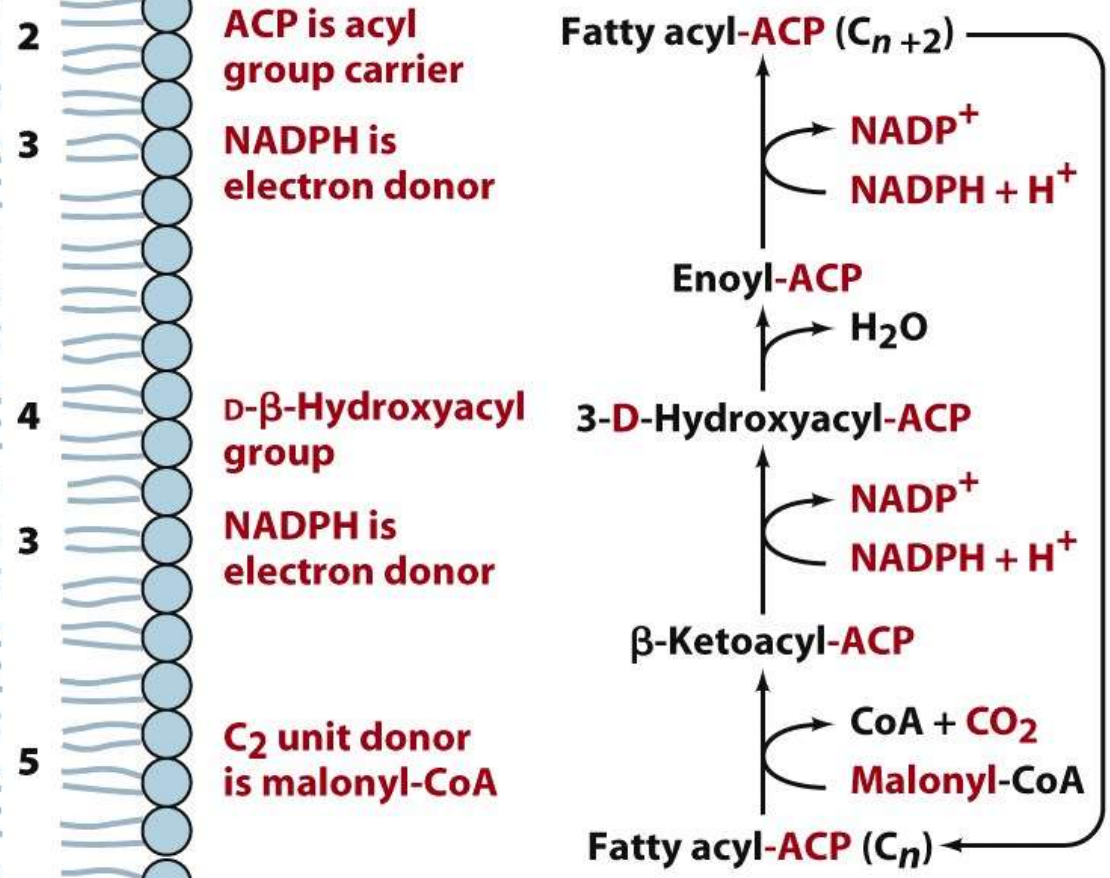 2
ACP is acyl
group carrier
3
NADPH is
electron donor
4
D-β-Hydroxyacyl
group
3
NADPH is
electron donor
5
C₂ unit donor
is malonyl-CoA
Fatty acyl-ACP (Cₙ ₊₂)
NADP⁺
NADPH + H⁺
Enoyl-ACP
H₂O
3-D-Hydroxyacyl-ACP
NADP⁺
NADPH + H⁺
β-Ketoacyl-ACP
CoA + CO₂
Malonyl-CoA
Fatty acyl-ACP (Cₙ)